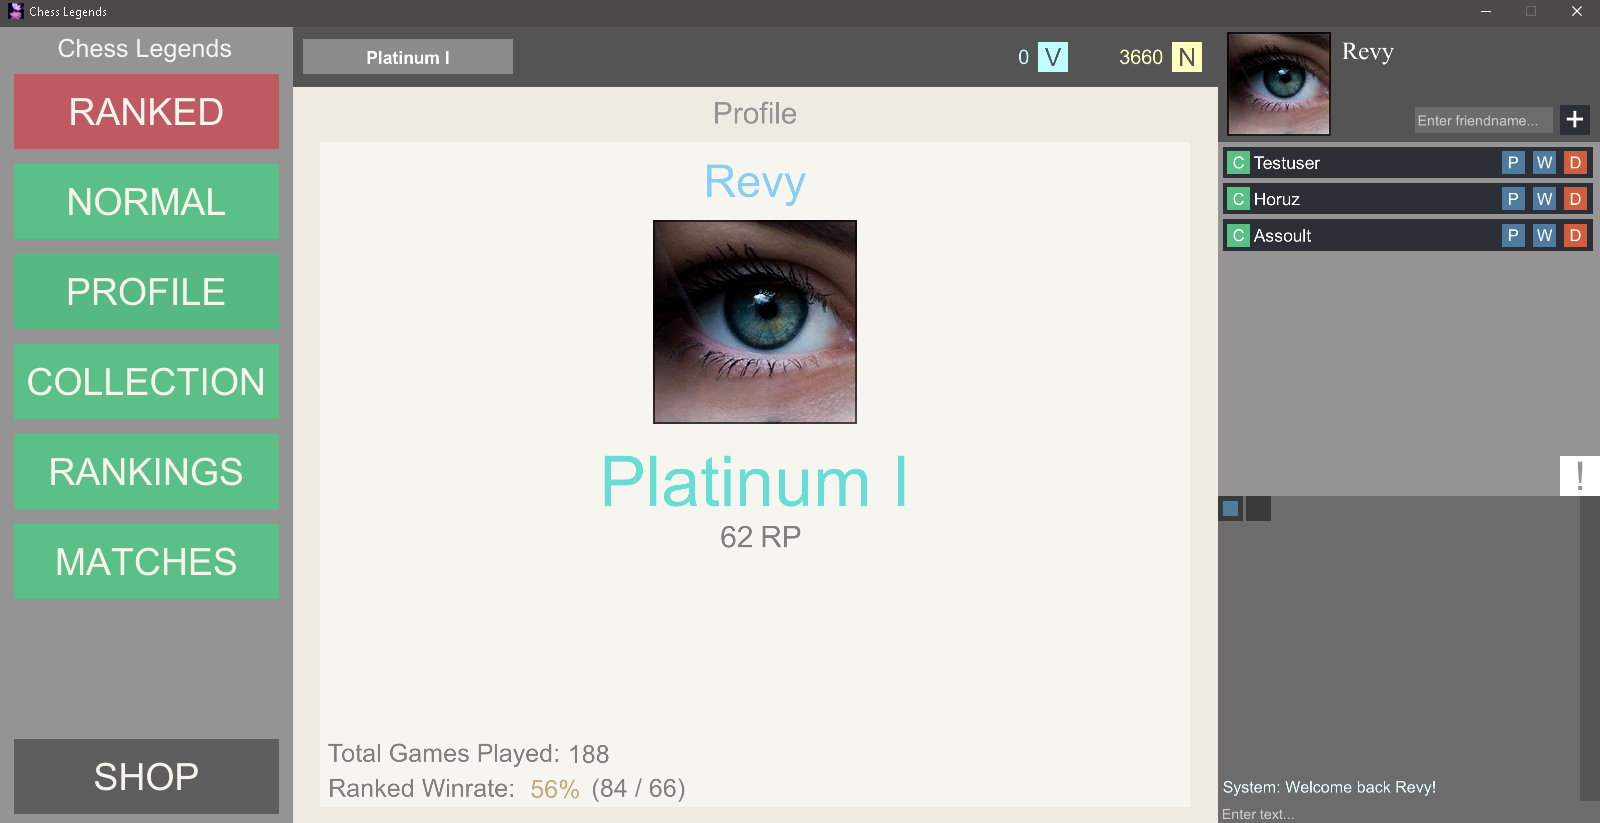 Chess Legends
Chess Legends
RANKED
NORMAL
PROFILE
COLLECTION
RANKINGS
MATCHES
SHOP
Platinum I
0 V
3660 N
Profile
Revy
Platinum I
62 RP
Total Games Played: 188
Ranked Winrate: 56% (84 / 66)
Revy
Enter friendname... +
C Testuser P W D
C Horuz P W D
C Assoult P W D
!
System: Welcome back Revy!
Enter text...